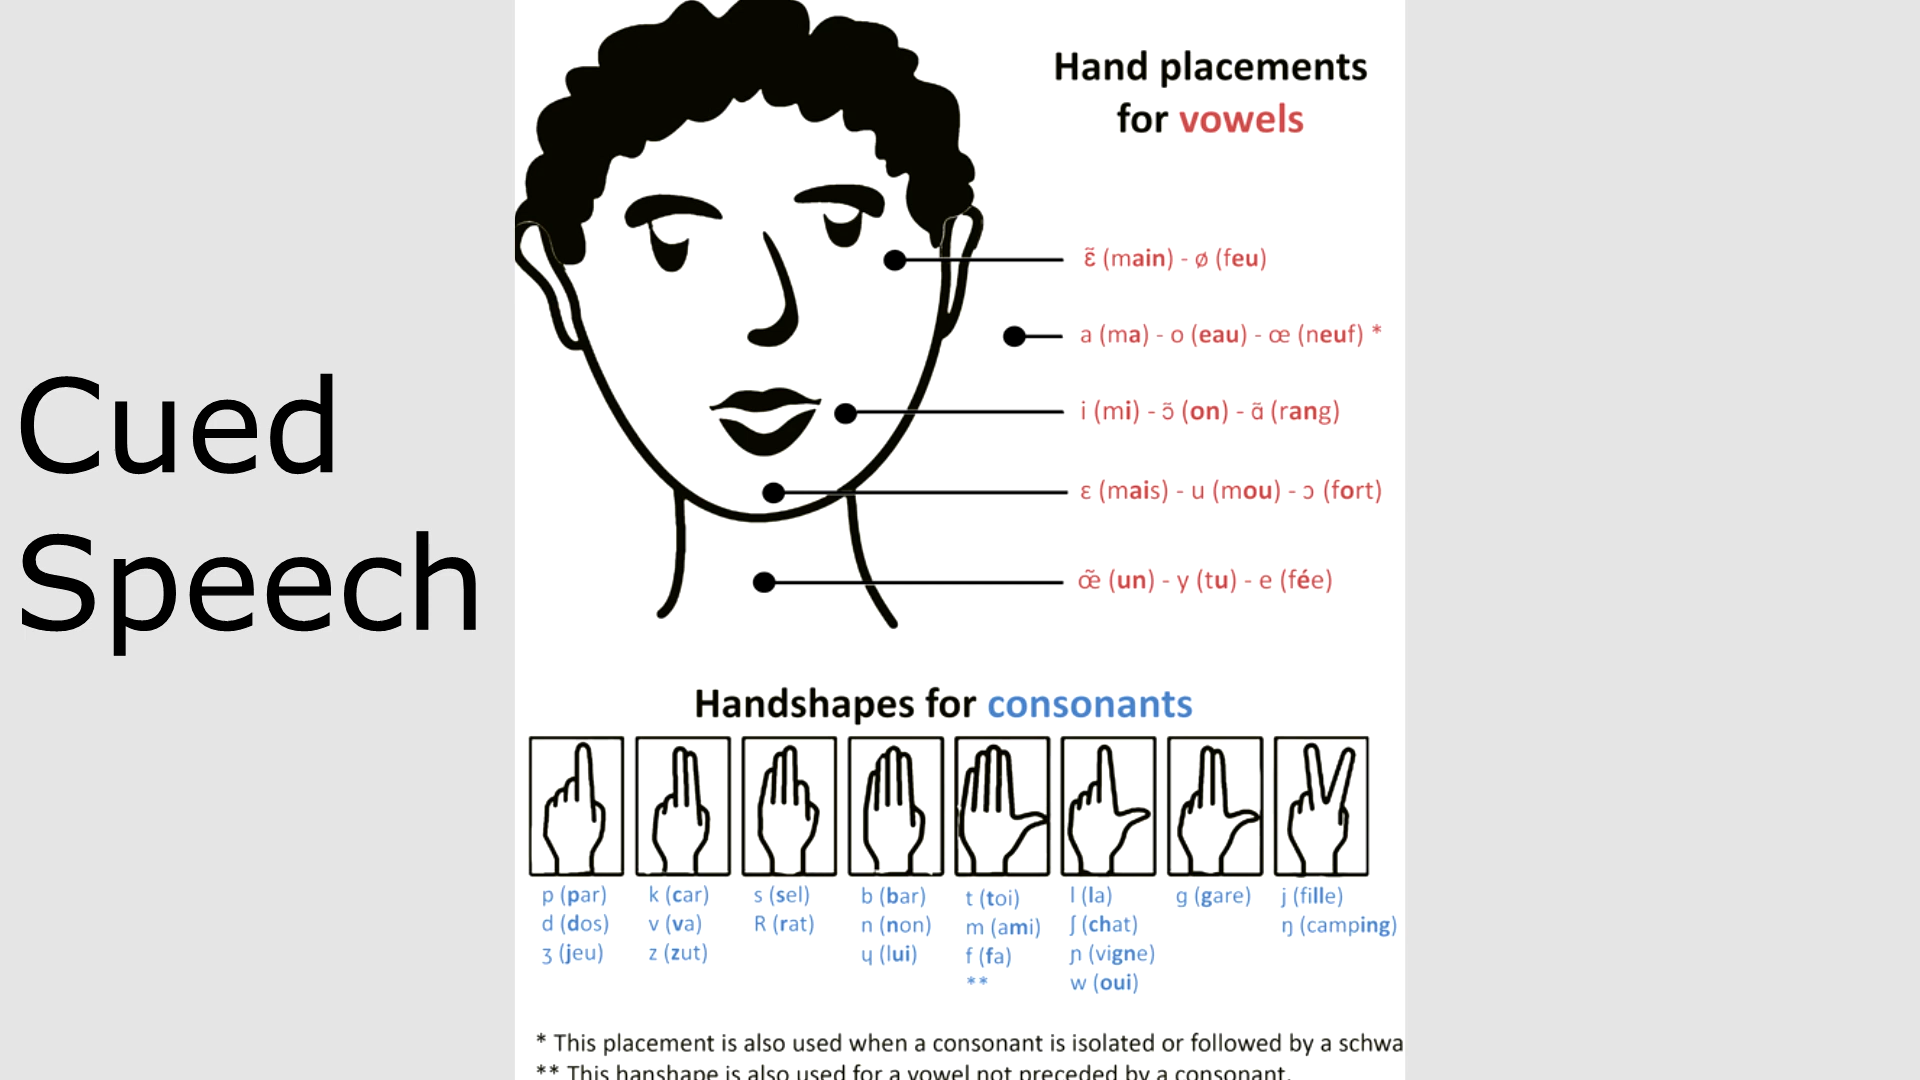 Cued
Speech
Hand placements
for vowels
ɛ̃ (main) - ø (feu)
a (ma) - o (eau) - œ (neuf) *
i (mi) - ɔ̃ (on) - ɑ̃ (rang)
ɛ (mais) - u (mou) - ɔ (fort)
œ̃ (un) - y (tu) - e (fée)
Handshapes for consonants
p (par)
d (dos)
ʒ (jeu)
k (car)
v (va)
z (zut)
s (sel)
R (rat)
b (bar)
n (non)
ɥ (lui)
t (toi)
m (ami)
f (fa)
**
l (la)
ʃ (chat)
ɲ (vigne)
w (oui)
g (gare)
j (fille)
ŋ (camping)
* This placement is also used when a consonant is isolated or followed by a schwa
** This hanshape is also used for a vowel not preceded by a consonant.